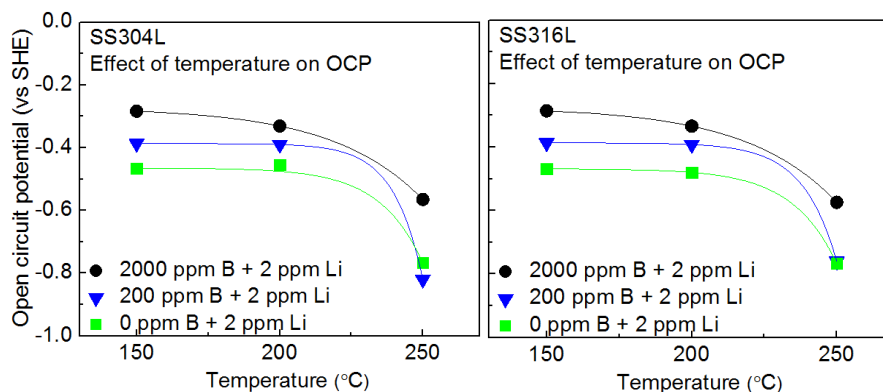 Open circuit potential (vs SHE)
0.0
-0.2
-0.4
-0.6
-0.8
-1.0
SS304L
Effect of temperature on OCP
2000 ppm B + 2 ppm Li
200 ppm B + 2 ppm Li
0 ppm B + 2 ppm Li
150 200 250
Temperature (°C)
SS316L
Effect of temperature on OCP
2000 ppm B + 2 ppm Li
200 ppm B + 2 ppm Li
0 ppm B + 2 ppm Li
150 200 250
Temperature (°C)